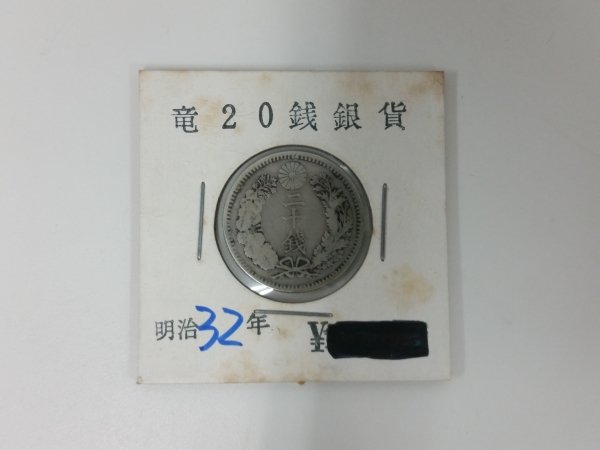 竜20銭銀貨
二十銭
明治32年
¥